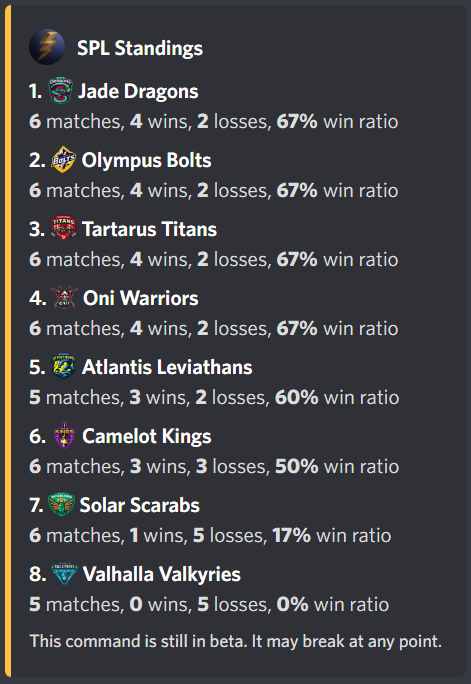 SPL Standings
1. Jade Dragons
6 matches, 4 wins, 2 losses, 67% win ratio
2. Olympus Bolts
6 matches, 4 wins, 2 losses, 67% win ratio
3. Tartarus Titans
6 matches, 4 wins, 2 losses, 67% win ratio
4. Oni Warriors
6 matches, 4 wins, 2 losses, 67% win ratio
5. Atlantis Leviathans
5 matches, 3 wins, 2 losses, 60% win ratio
6. Camelot Kings
6 matches, 3 wins, 3 losses, 50% win ratio
7. Solar Scarabs
6 matches, 1 wins, 5 losses, 17% win ratio
8. Valhalla Valkyries
5 matches, 0 wins, 5 losses, 0% win ratio
This command is still in beta. It may break at any point.